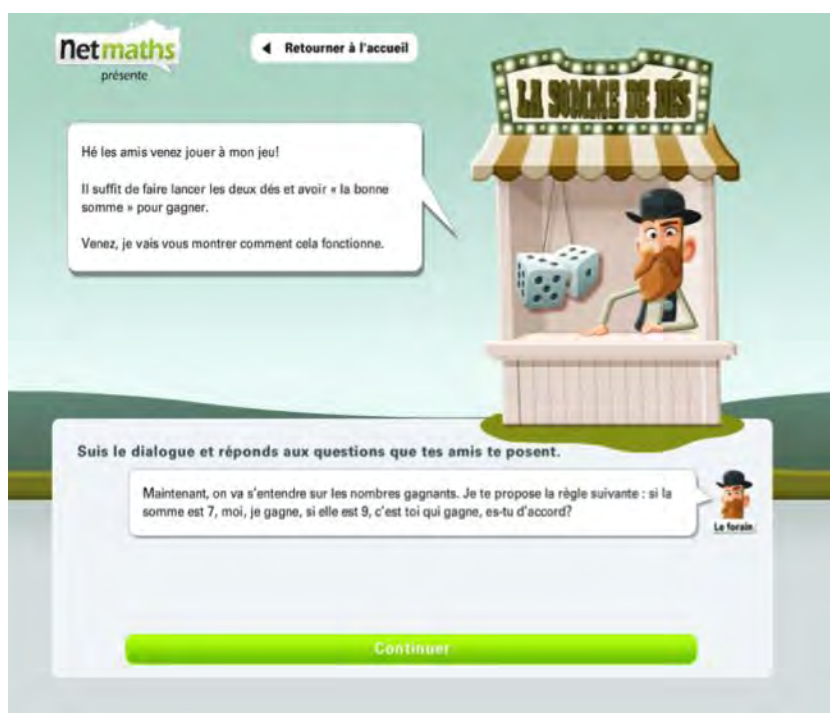 netmaths
présente
Retourner à l'accueil
LA SOMME DE DÉS
Hé les amis venez jouer à mon jeu!
Il suffit de faire lancer les deux dés et avoir « la bonne
somme » pour gagner.
Venez, je vais vous montrer comment cela fonctionne.
Suis le dialogue et réponds aux questions que tes amis te posent.
Maintenant, on va s'entendre sur les nombres gagnants. Je te propose la règle suivante : si la
somme est 7, moi, je gagne, si elle est 9, c'est toi qui gagne, es-tu d'accord?
Le forain
Continuer